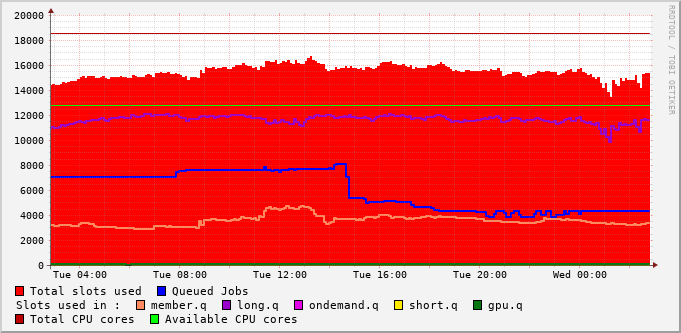 RRDTOOL / TOBI OETIKER
20000
18000
16000
14000
12000
10000
8000
6000
4000
2000
0
Tue 04:00 Tue 08:00 Tue 12:00 Tue 16:00 Tue 20:00 Wed 00:00
Total slots used Queued Jobs
Slots used in : member.q long.q ondemand.q short.q gpu.q
Total CPU cores Available CPU cores